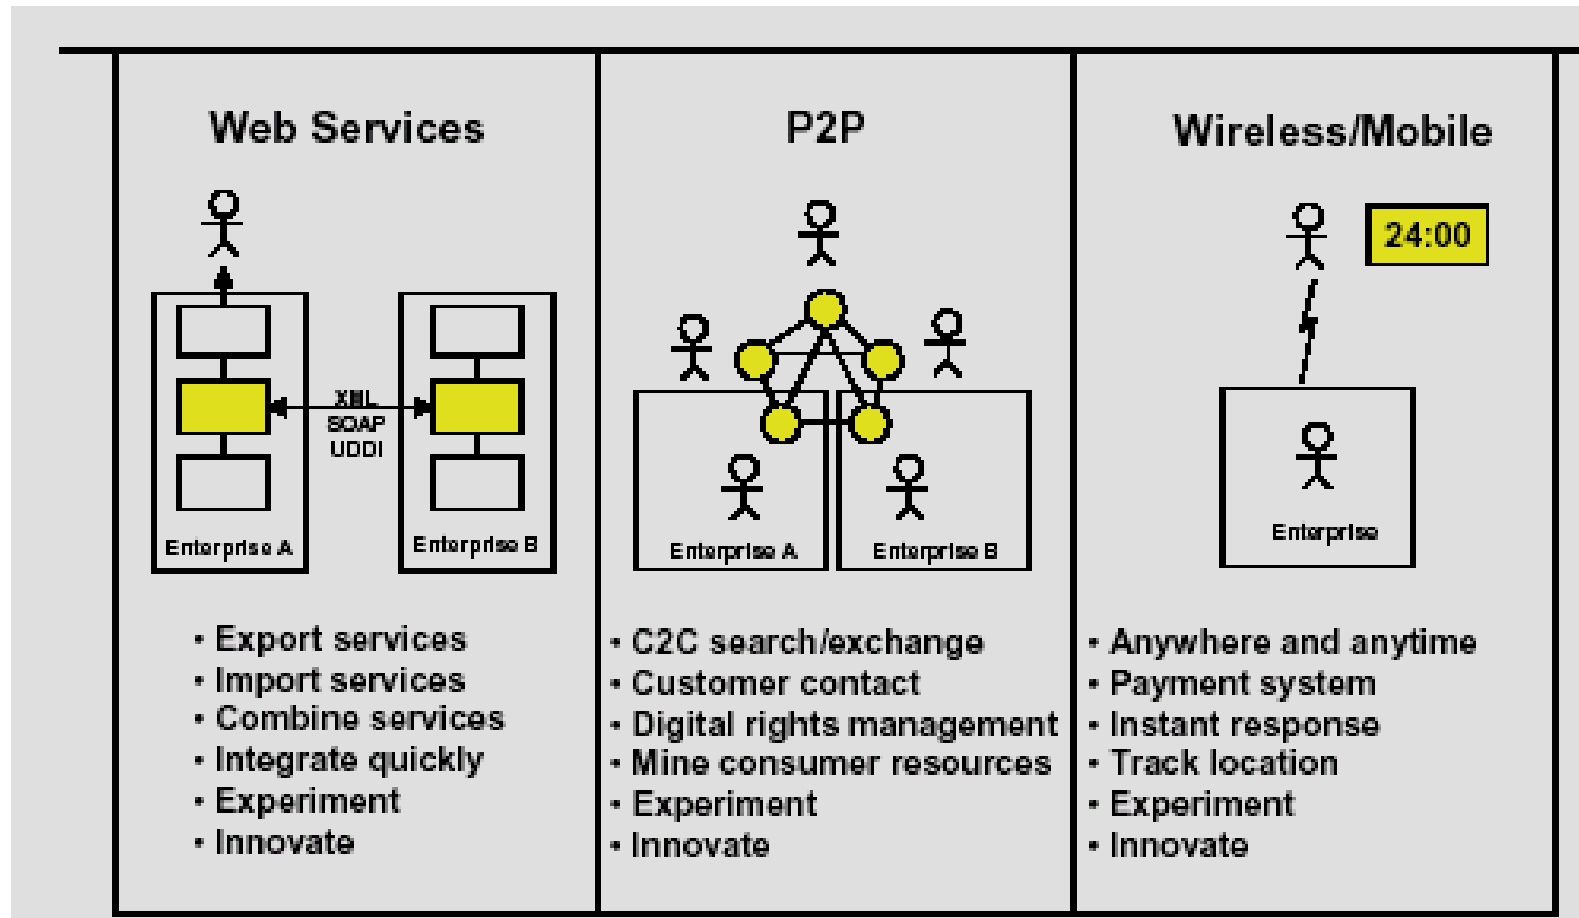 Web Services
XML
SOAP
UDDI
Enterprise A
Enterprise B
• Export services
• Import services
• Combine services
• Integrate quickly
• Experiment
• Innovate
P2P
Enterprise A
Enterprise B
• C2C search/exchange
• Customer contact
• Digital rights management
• Mine consumer resources
• Experiment
• Innovate
Wireless/Mobile
24:00
Enterprise
• Anywhere and anytime
• Payment system
• Instant response
• Track location
• Experiment
• Innovate